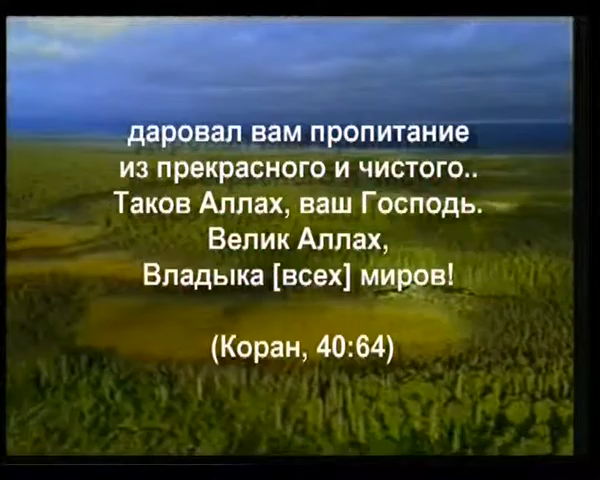 даровал вам пропитание
из прекрасного и чистого..
Таков Аллах, ваш Господь.
Велик Аллах,
Владыка [всех] миров!
(Коран, 40:64)